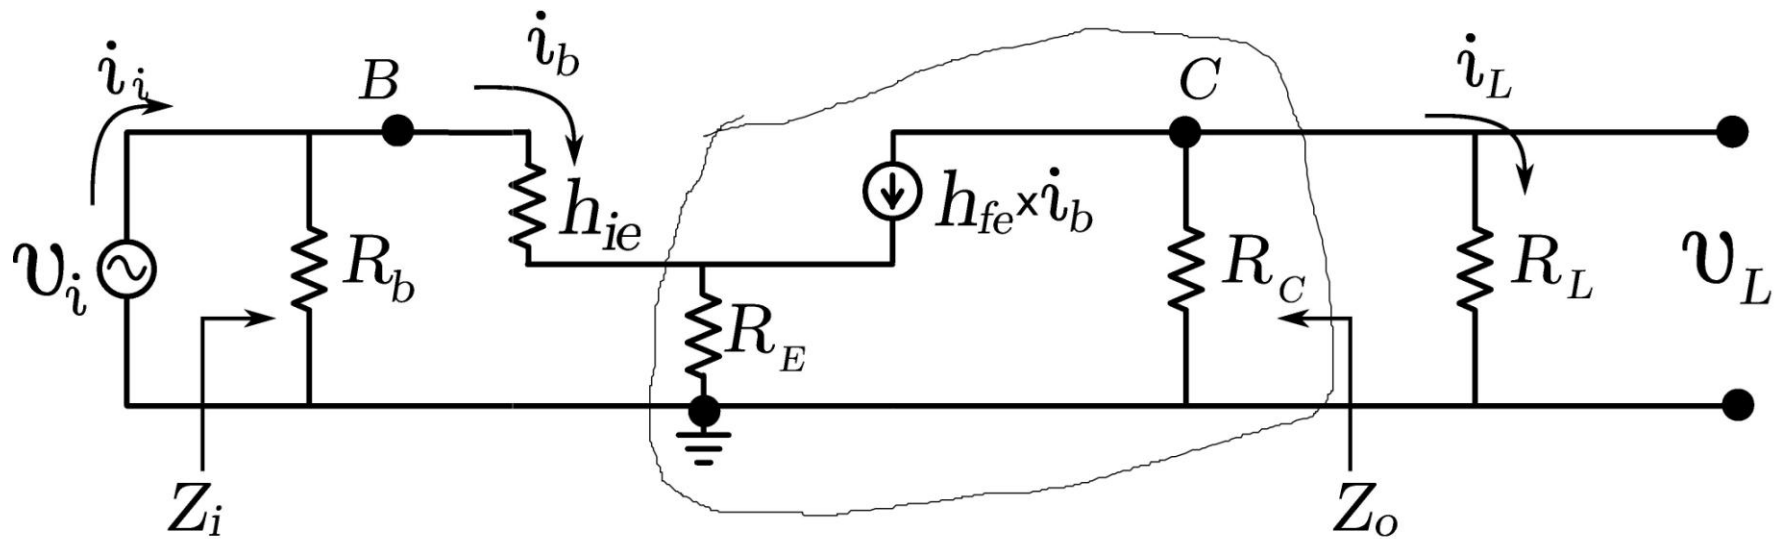 i_i
B
i_b
C
i_L
υ_i
R_b
h_ie
R_E
h_fe×i_b
R_C
R_L
υ_L
Z_i
Z_o